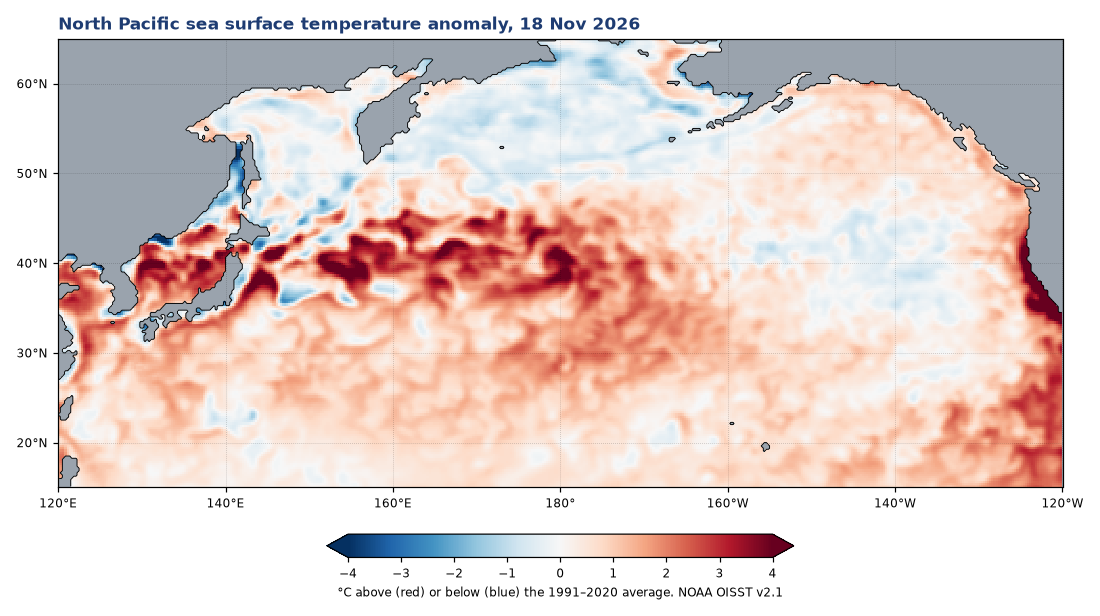 North Pacific sea surface temperature anomaly, 18 Nov 2026
60°N
50°N
40°N
30°N
20°N
120°E 140°E 160°E 180° 160°W 140°W 120°W
−4 −3 −2 −1 0 1 2 3 4
°C above (red) or below (blue) the 1991–2020 average. NOAA OISST v2.1